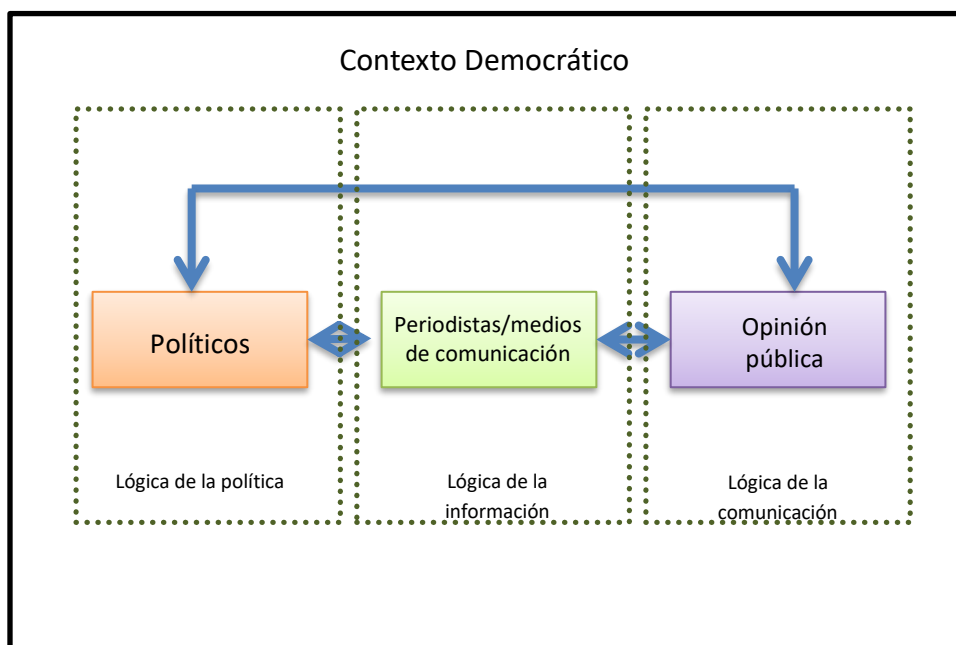 Contexto Democrático
Políticos
Periodistas/medios
de comunicación
Opinión
pública
Lógica de la política
Lógica de la
información
Lógica de la
comunicación